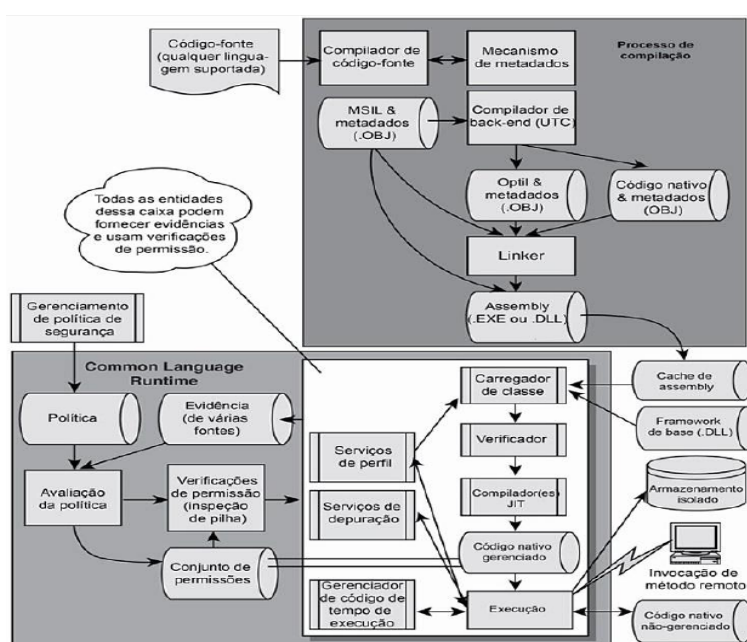 Código-fonte
(qualquer lingua-
gem suportada)
Compilador de
código-fonte
Mecanismo
de metadados
Processo de
compilação
MSIL &
metadados
(.OBJ)
Compilador de
back-end (UTC)
Optil &
metadados
(.OBJ)
Código nativo
& metadados
(OBJ)
Todas as entidades
dessa caixa podem
fornecer evidências
e usam verificações
de permissão.
Linker
Assembly
(.EXE ou .DLL)
Gerenciamento
de política de
segurança
Common Language
Runtime
Política
Evidência
(de várias
fontes)
Carregador
de classe
Cache de
assembly
Framework
de base (.DLL)
Serviços
de perfil
Verificador
Avaliação
da política
Verificações
de permissão
(inspeção
de pilha)
Serviços de
depuração
Compilador(es)
JIT
Armazenamento
isolado
Conjunto de
permissões
Código nativo
gerenciado
Invocação de
método remoto
Gerenciador
de código de
tempo de
execução
Execução
Código nativo
não-gerenciado